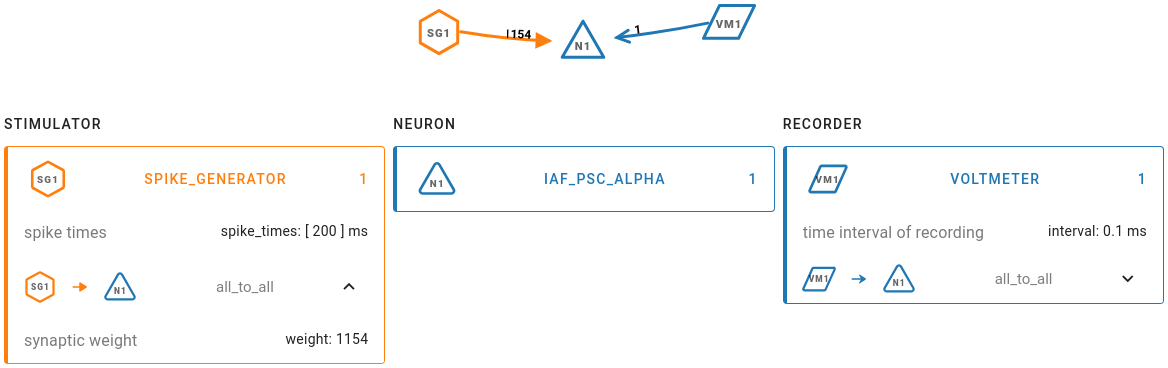 SG1
1154
N1
1
VM1
STIMULATOR
NEURON
RECORDER
SG1 SPIKE_GENERATOR 1
N1 IAF_PSC_ALPHA 1
VM1 VOLTMETER 1
spike times spike_times: [ 200 ] ms
time interval of recording interval: 0.1 ms
SG1 N1 all_to_all
VM1 N1 all_to_all
synaptic weight weight: 1154